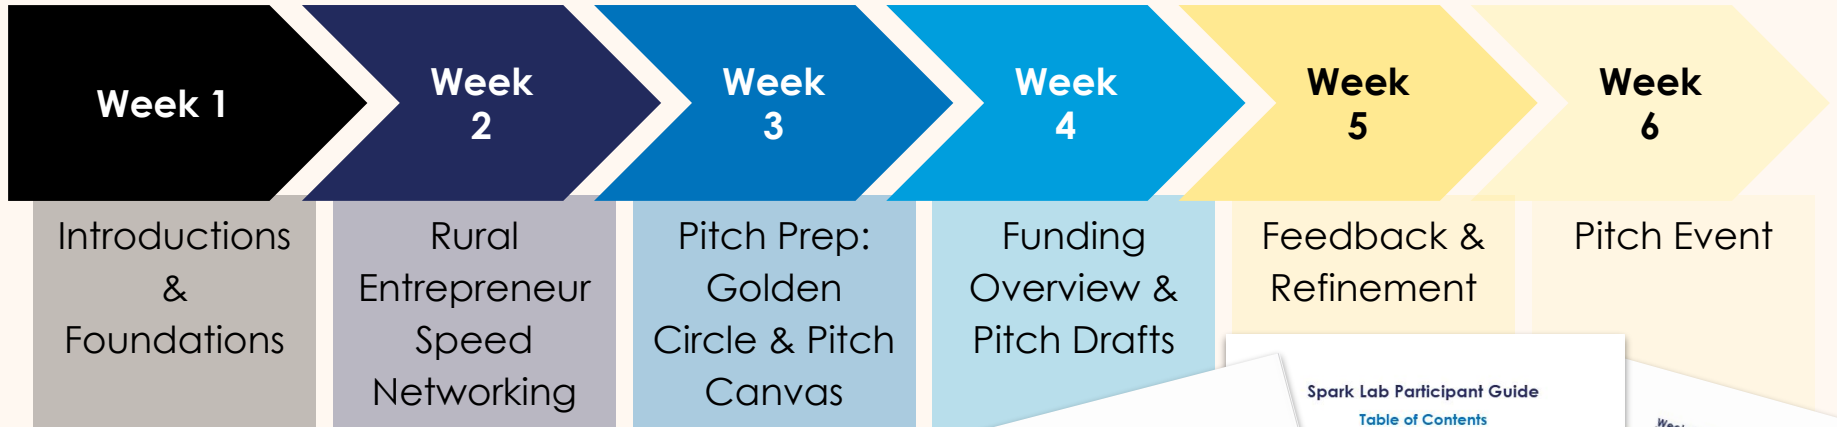 Week 1
Week
2
Week
3
Week
4
Week
5
Week
6
Introductions
&
Foundations
Rural
Entrepreneur
Speed
Networking
Pitch Prep:
Golden
Circle & Pitch
Canvas
Funding
Overview &
Pitch Drafts
Feedback &
Refinement
Pitch Event
Spark Lab Participant Guide
Table of Contents